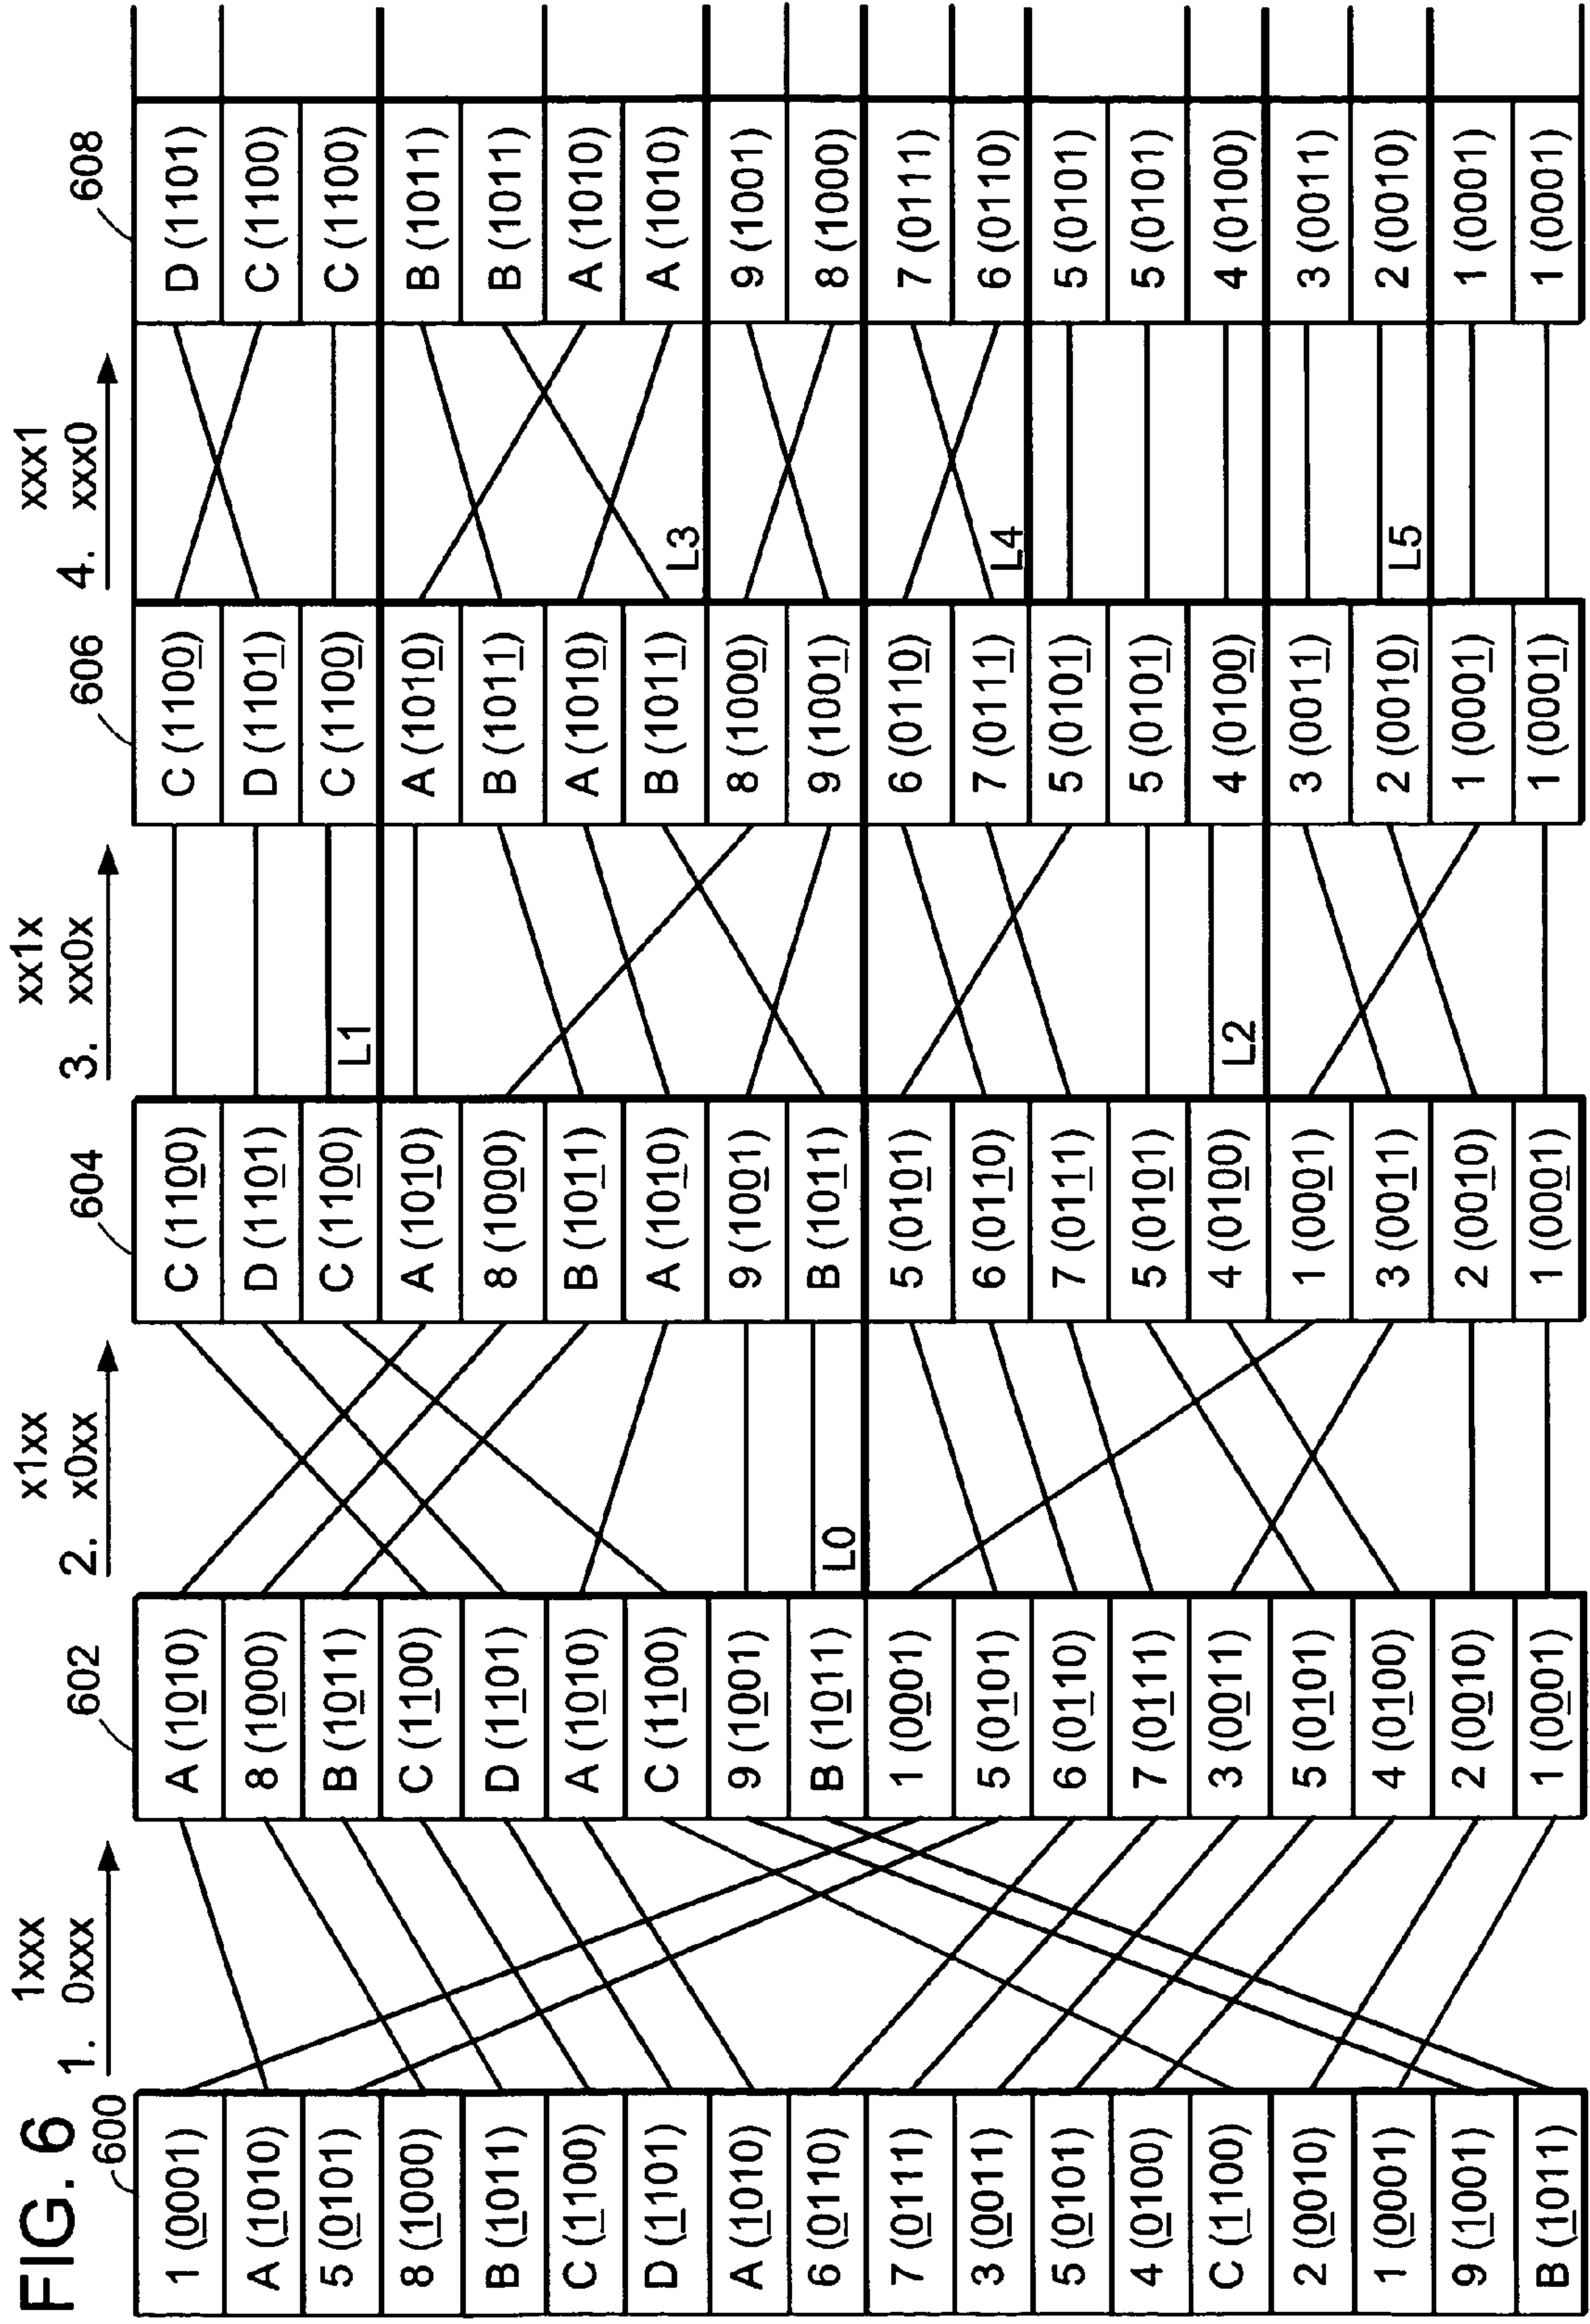 FIG. 6
600
1 (0001)
A (1010)
5 (0101)
8 (1000)
B (1011)
C (1100)
D (1101)
A (1010)
6 (0110)
7 (0111)
3 (0011)
5 (0101)
4 (0100)
C (1100)
2 (0010)
1 (0001)
9 (1001)
B (1011)
1xxx
1. 0xxx
602
A (1010)
8 (1000)
B (1011)
C (1100)
D (1101)
A (1010)
C (1100)
9 (1001)
B (1011)
1 (0001)
5 (0101)
6 (0110)
7 (0111)
3 (0011)
5 (0101)
4 (0100)
2 (0010)
1 (0001)
x1xx
2. x0xx
L0
604
C (1100)
D (1101)
C (1100)
A (1010)
8 (1000)
B (1011)
A (1010)
9 (1001)
B (1011)
5 (0101)
6 (0110)
7 (0111)
5 (0101)
4 (0100)
1 (0001)
3 (0011)
2 (0010)
1 (0001)
xx1x
3. xx0x
L1
L2
606
C (1100)
D (1101)
C (1100)
A (1010)
B (1011)
A (1010)
B (1011)
8 (1000)
9 (1001)
6 (0110)
7 (0111)
5 (0101)
5 (0101)
4 (0100)
3 (0011)
2 (0010)
1 (0001)
1 (0001)
xxx1
4. xxx0
L3
L4
L5
608
D (1101)
C (1100)
C (1100)
B (1011)
B (1011)
A (1010)
A (1010)
9 (1001)
8 (1000)
7 (0111)
6 (0110)
5 (0101)
5 (0101)
4 (0100)
3 (0011)
2 (0010)
1 (0001)
1 (0001)